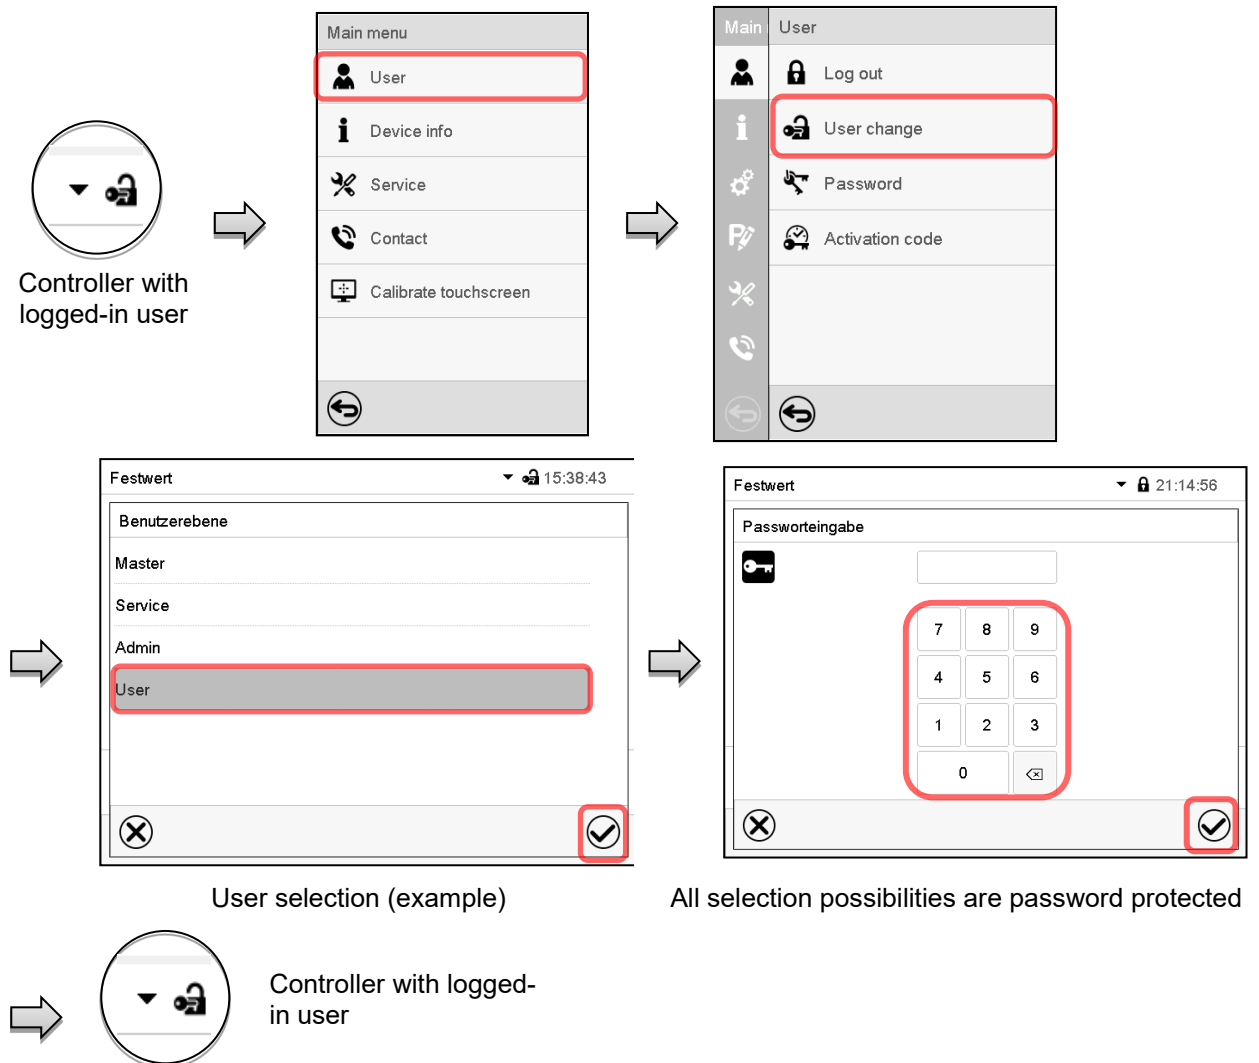 Main menu
User
Device info
Service
Contact
Calibrate touchscreen
Main
User
Log out
User change
Password
Activation code
Controller with
logged-in user
Festwert 15:38:43
Benutzerebene
Master
Service
Admin
User
Festwert 21:14:56
Passworteingabe
7 8 9
4 5 6
1 2 3
0
User selection (example)
All selection possibilities are password protected
Controller with logged-
in user